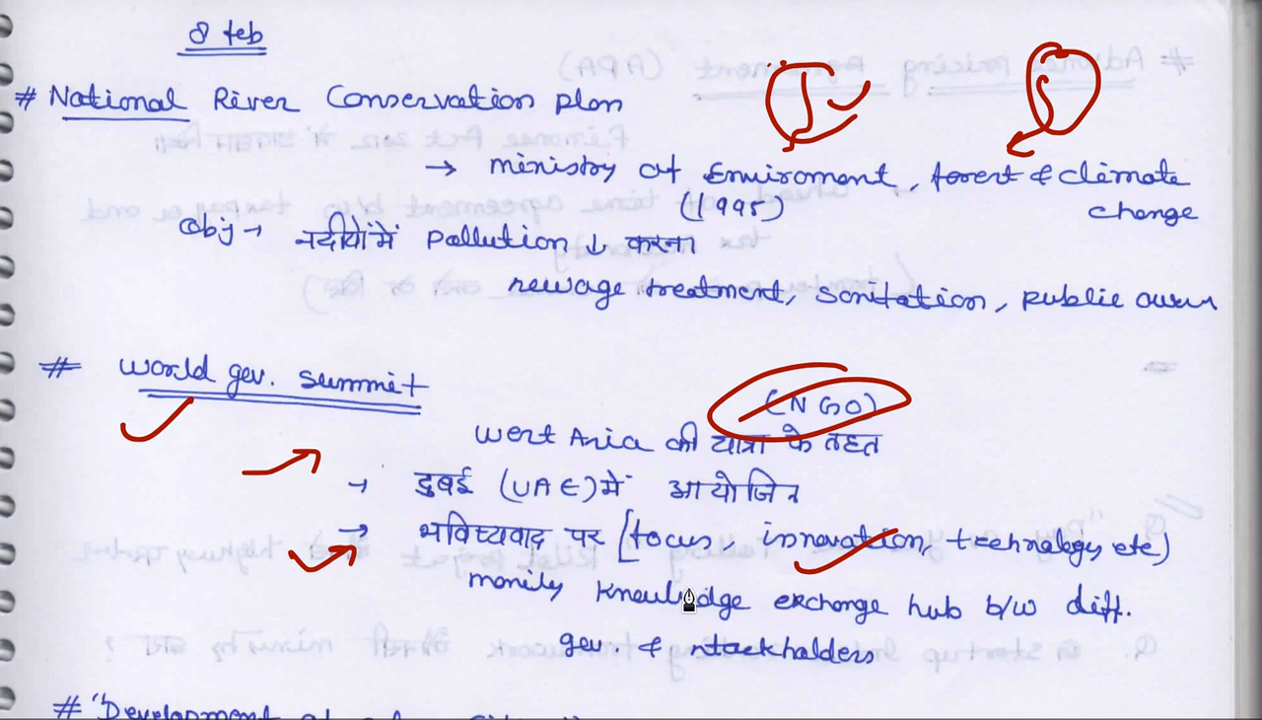 8 feb
# National River Conservation plan
→ ministry of Enviroment, forest & climate change
(1995)
obj → नदीयों में Pollution ↓ करना
sewage treatment, sanitation, public awar
# world gov. summit
(NGO)
west Asia की यात्रा के तहत
→ दुबई (UAE) में आयोजित
→ भविष्यवाद पर [focus, innovation, technology, etc)
mainly knowledge exchange hub b/w diff.
gov. & stackholders
# "Development